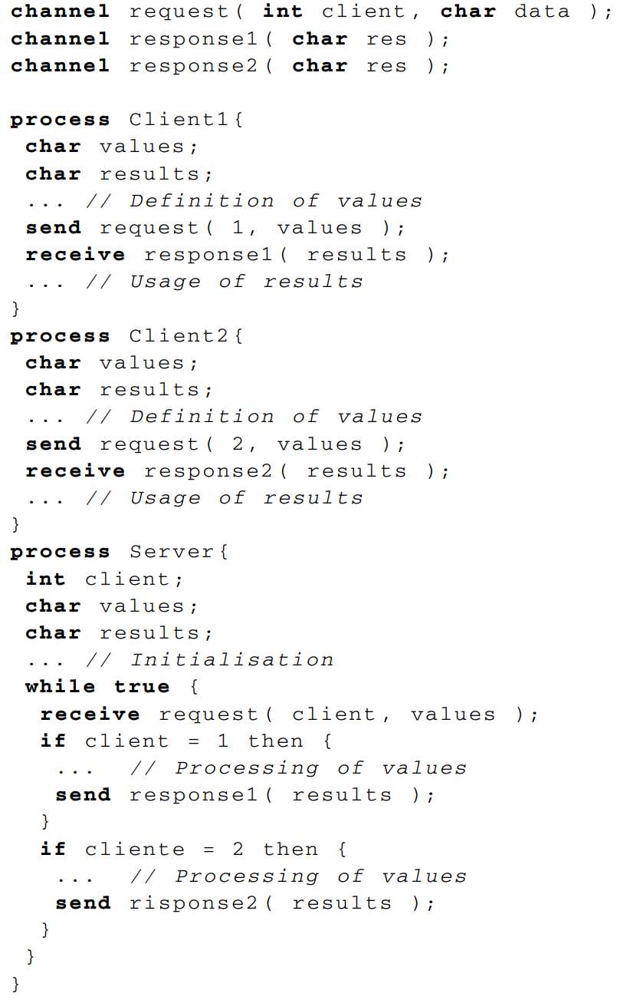 channel request( int client, char data );
channel response1( char res );
channel response2( char res );
process Client1{
char values;
char results;
... // Definition of values
send request( 1, values );
receive response1( results );
... // Usage of results
}
process Client2{
char values;
char results;
... // Definition of values
send request( 2, values );
receive response2( results );
... // Usage of results
}
process Server{
int client;
char values;
char results;
... // Initialisation
while true {
receive request( client, values );
if client = 1 then {
... // Processing of values
send response1( results );
}
if cliente = 2 then {
... // Processing of values
send risponse2( results );
}
}
}